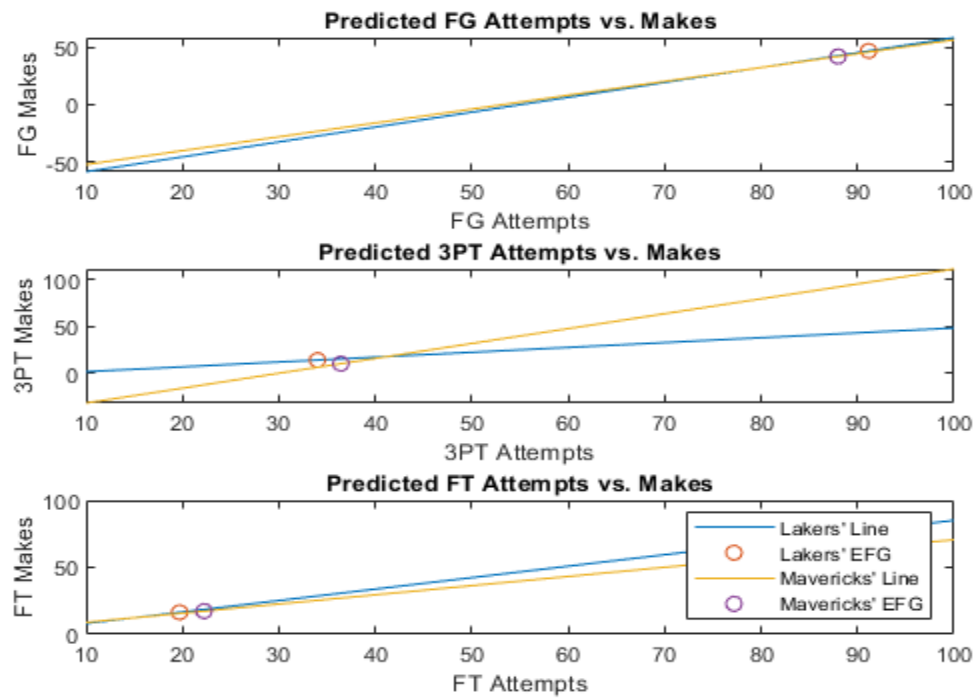 Predicted FG Attempts vs. Makes
50
0
-50
FG Makes
10 20 30 40 50 60 70 80 90 100
FG Attempts
Predicted 3PT Attempts vs. Makes
100
50
0
3PT Makes
10 20 30 40 50 60 70 80 90 100
3PT Attempts
Predicted FT Attempts vs. Makes
100
50
0
FT Makes
Lakers' Line
Lakers' EFG
Mavericks' Line
Mavericks' EFG
10 20 30 40 50 60 70 80 90 100
FT Attempts